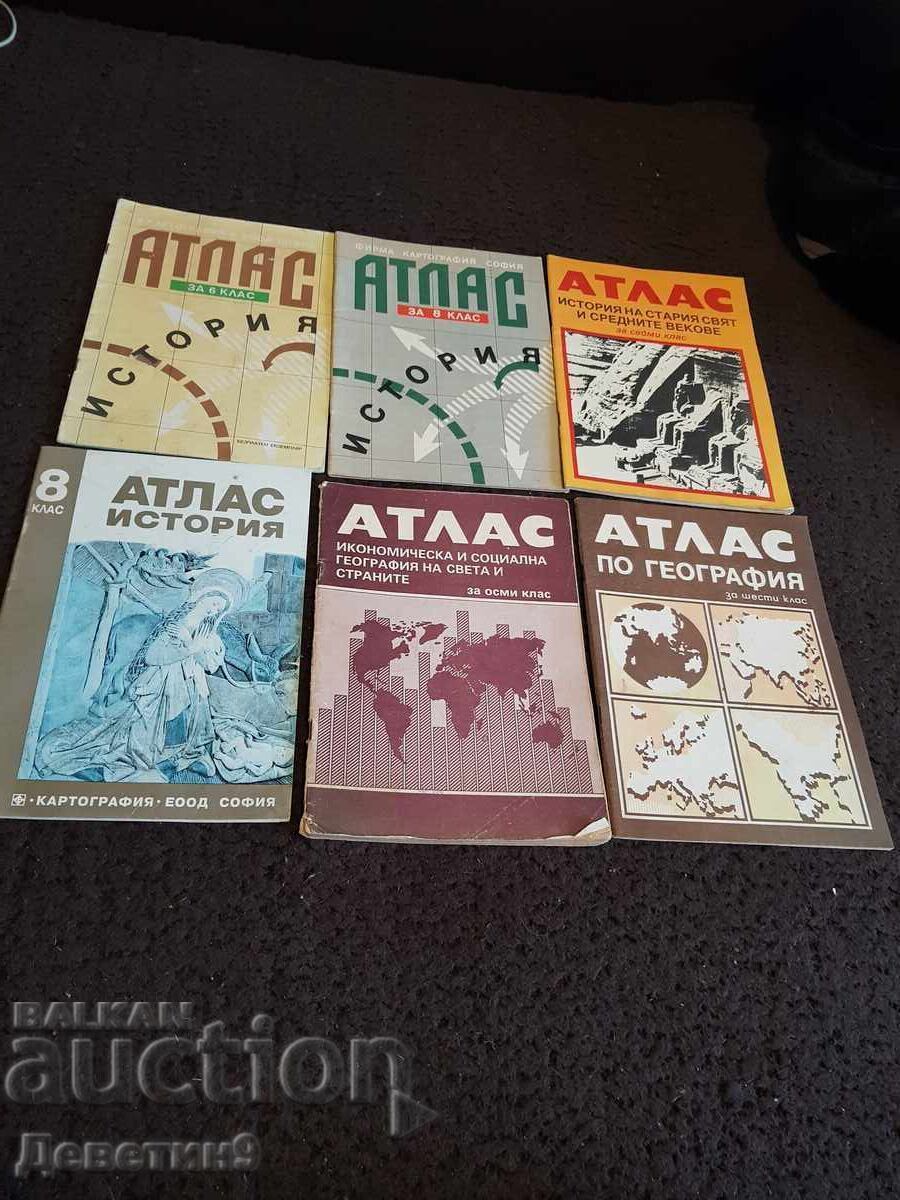 АТЛАС
ЗА 6 КЛАС
ИСТОРИЯ
БЕЗПЛАТЕН ЕКЗЕМПЛЯР
ФИРМА КАРТОГРАФИЯ СОФИЯ
АТЛАС
ЗА 8 КЛАС
ИСТОРИЯ
АТЛАС
ИСТОРИЯ НА СТАРИЯ СВЯТ
И СРЕДНИТЕ ВЕКОВЕ
за седми клас
8
КЛАС
АТЛАС
ИСТОРИЯ
КАРТОГРАФИЯ · ЕООД СОФИЯ
АТЛАС
ИКОНОМИЧЕСКА И СОЦИАЛНА
ГЕОГРАФИЯ НА СВЕТА И
СТРАНИТЕ
за осми клас
АТЛАС
ПО ГЕОГРАФИЯ
за шести клас
BALKAN
auction
Деветин9